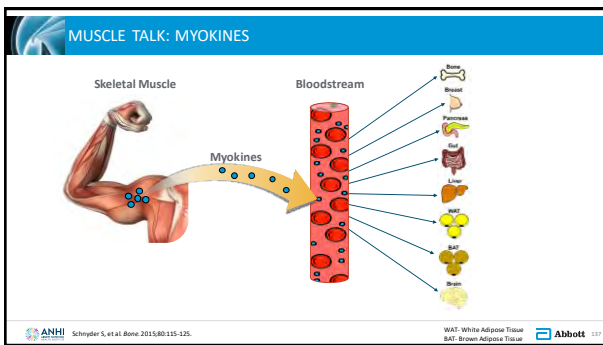 MUSCLE TALK: MYOKINES
Skeletal Muscle
Bloodstream
Myokines
Bone
Breast
Pancreas
Gut
Liver
WAT
BAT
Brain
ANHI
Schnyder S, et al. Bone. 2015;80:115-125.
WAT- White Adipose Tissue
BAT- Brown Adipose Tissue
Abbott
137